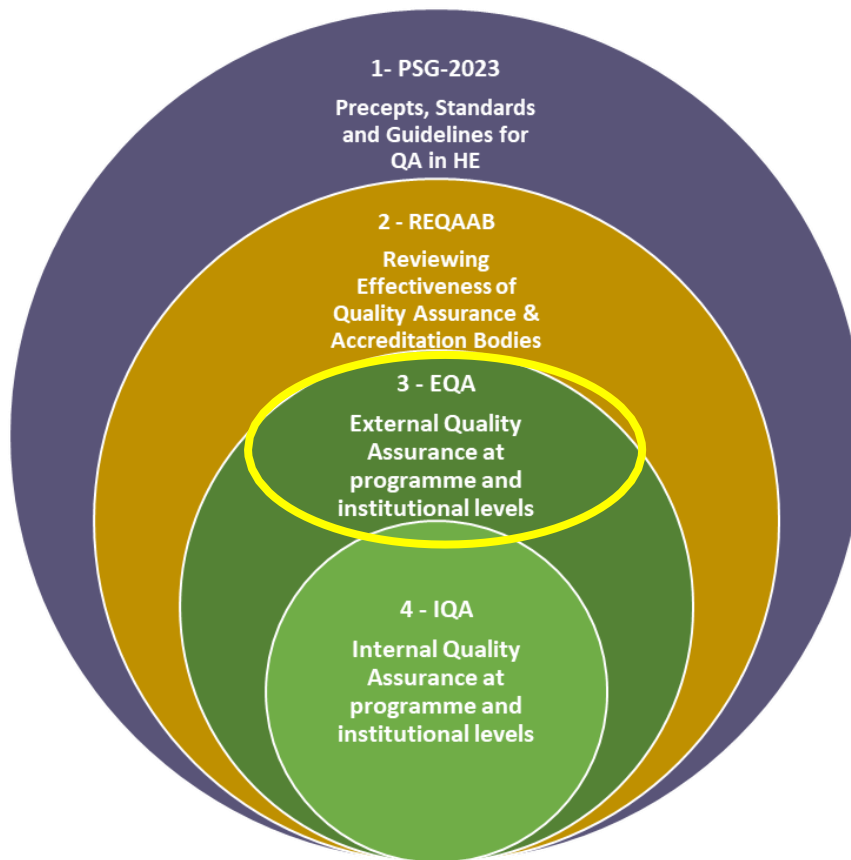 1- PSG-2023
Precepts, Standards
and Guidelines for
QA in HE
2 - REQAAB
Reviewing
Effectiveness of
Quality Assurance &
Accreditation Bodies
3 - EQA
External Quality
Assurance at
programme and
institutional levels
4 - IQA
Internal Quality
Assurance at
programme and
institutional levels